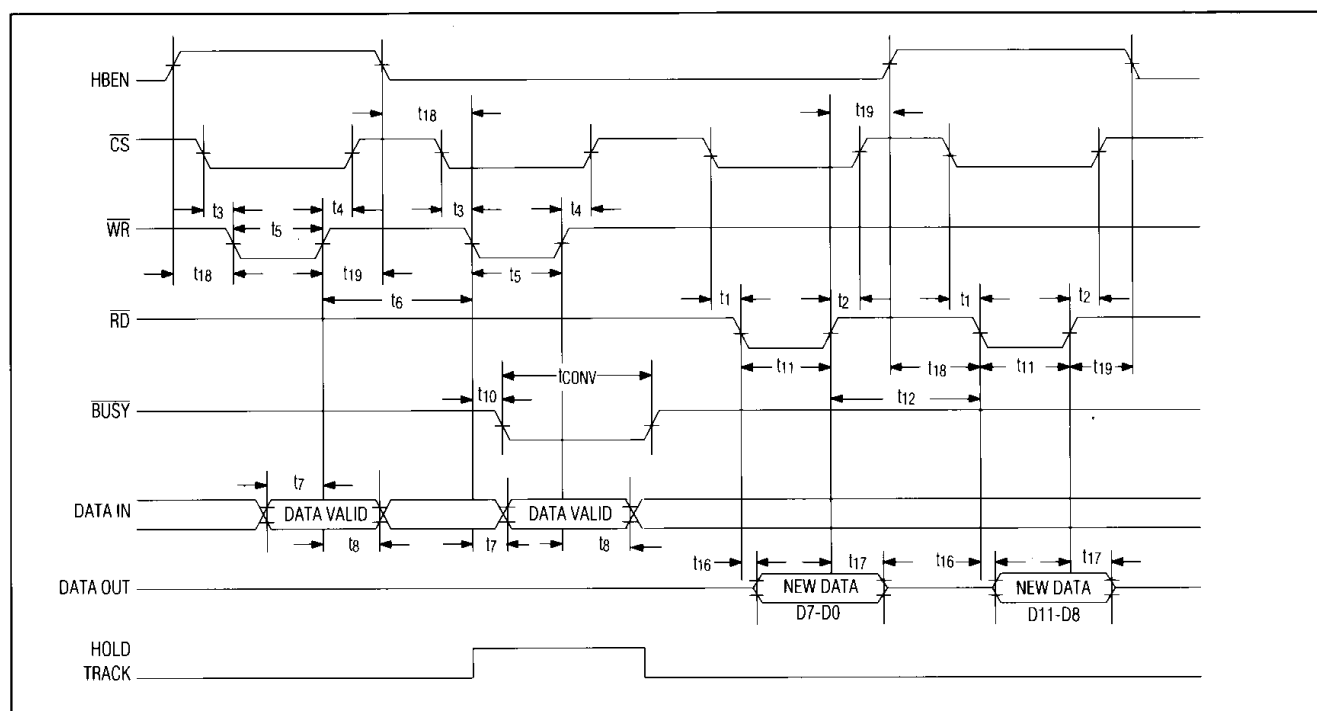 HBEN
t18
t19
CS
t3
t4
t3
t4
WR
t5
t18
t19
t5
t6
t1
t2
t1
t2
RD
t11
t18
t11
t19
tCONV
t12
t10
BUSY
t7
DATA IN
DATA VALID
DATA VALID
t8
t7
t8
t16
t17
t16
t17
DATA OUT
NEW DATA
NEW DATA
D7-D0
D11-D8
HOLD
TRACK